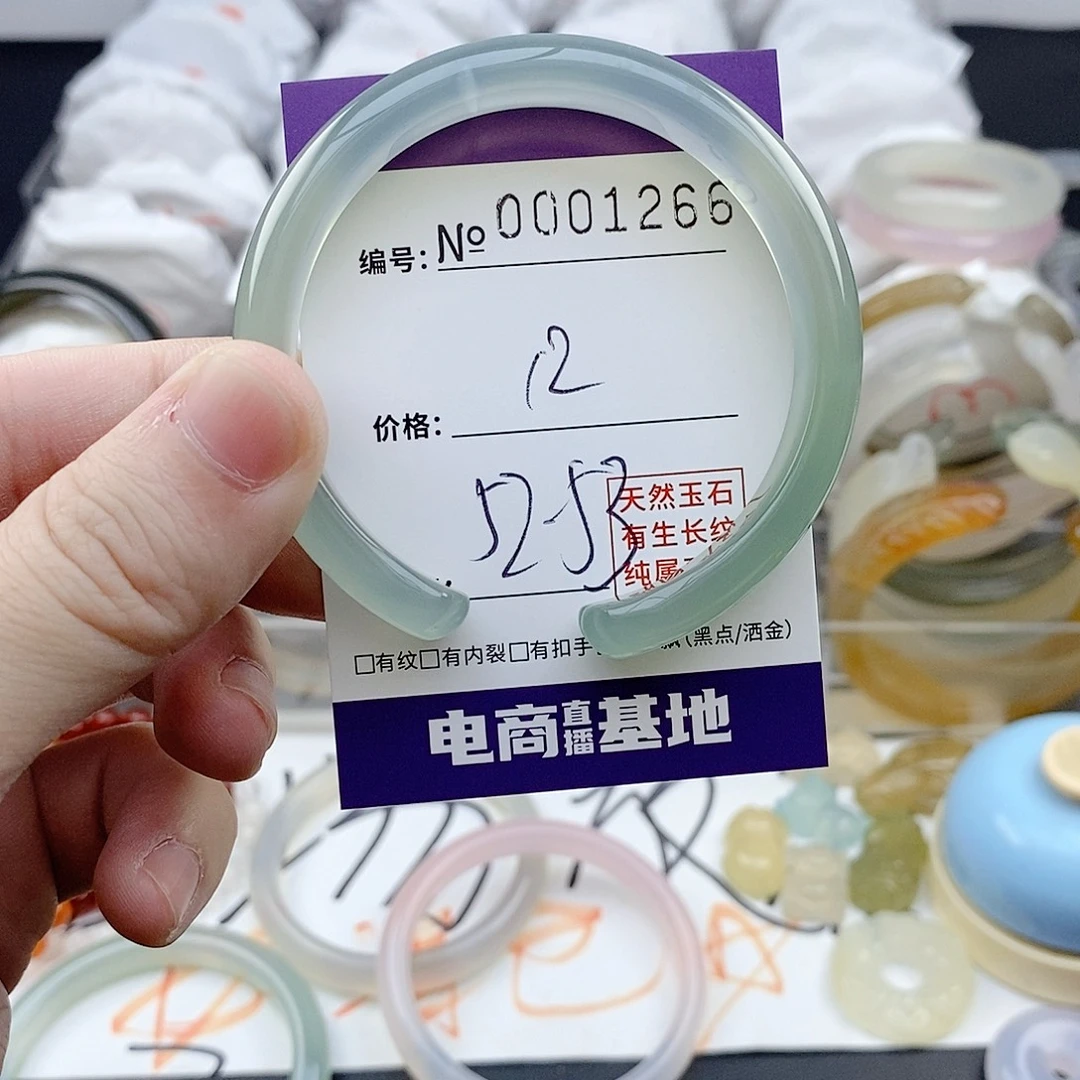 编号: №0001266
价格: 12
52-53
天然玉石
有生长纹
纯属
□有纹□有内裂□有扣手 (黑点/洒金)
电商直播基地